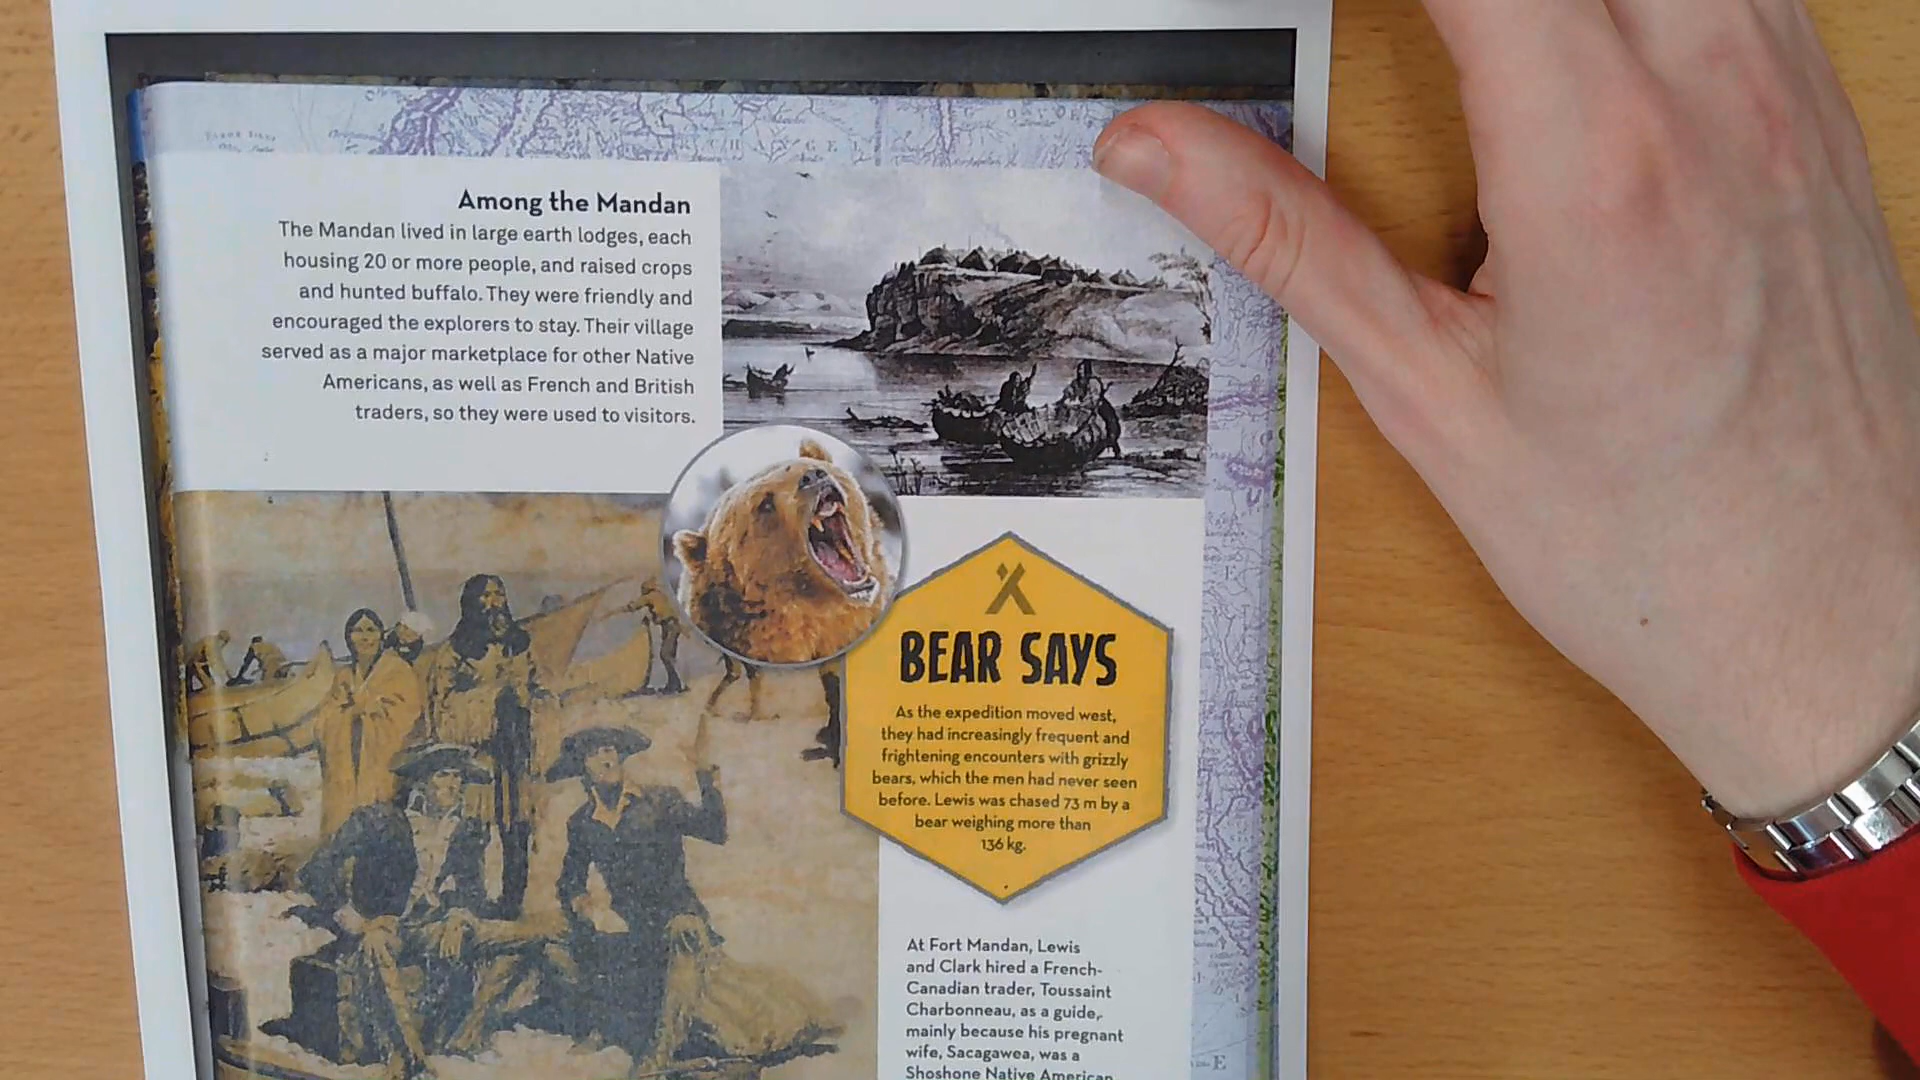 Among the Mandan
The Mandan lived in large earth lodges, each
housing 20 or more people, and raised crops
and hunted buffalo. They were friendly and
encouraged the explorers to stay. Their village
served as a major marketplace for other Native
Americans, as well as French and British
traders, so they were used to visitors.
BEAR SAYS
As the expedition moved west,
they had increasingly frequent and
frightening encounters with grizzly
bears, which the men had never seen
before. Lewis was chased 73 m by a
bear weighing more than
136 kg.
At Fort Mandan, Lewis
and Clark hired a French-
Canadian trader, Toussaint
Charbonneau, as a guide,
mainly because his pregnant
wife, Sacagawea, was a
Shoshone Native American